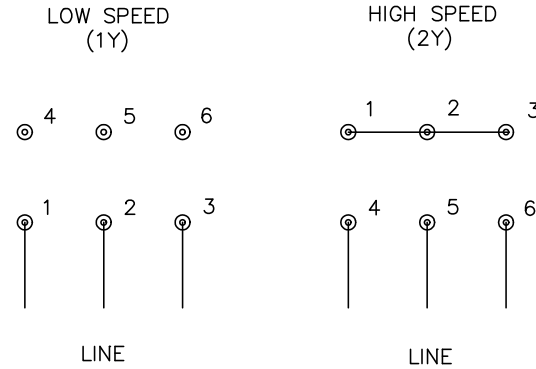 LOW SPEED
(1Y)
4 5 6
1 2 3
LINE
HIGH SPEED
(2Y)
1 2 3
4 5 6
LINE